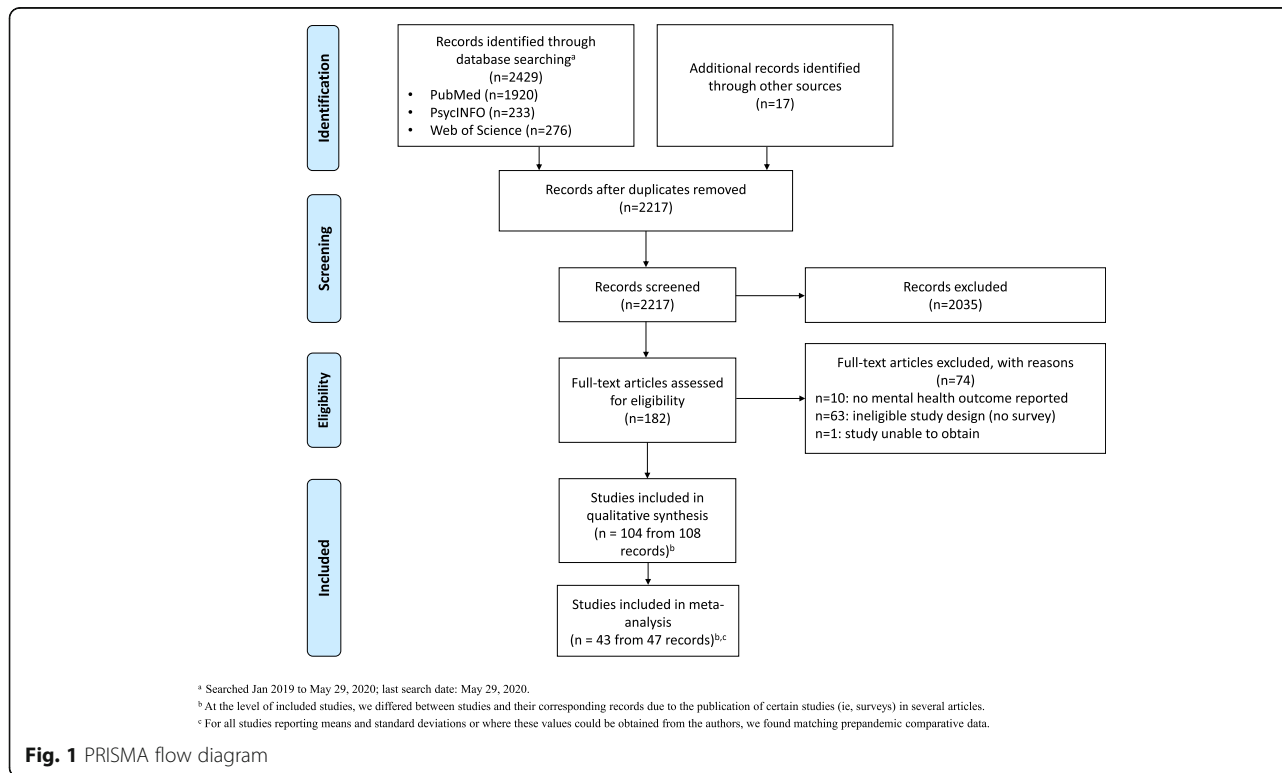 Identification
Records identified through
database searchingᵃ
(n=2429)
• PubMed (n=1920)
• PsycINFO (n=233)
• Web of Science (n=276)
Additional records identified
through other sources
(n=17)
Records after duplicates removed
(n=2217)
Screening
Records screened
(n=2217)
Records excluded
(n=2035)
Eligibility
Full-text articles assessed
for eligibility
(n=182)
Full-text articles excluded, with reasons
(n=74)
n=10: no mental health outcome reported
n=63: ineligible study design (no survey)
n=1: study unable to obtain
Included
Studies included in
qualitative synthesis
(n = 104 from 108
records)ᵇ
Studies included in meta-
analysis
(n = 43 from 47 records)ᵇ,ᶜ
ᵃ Searched Jan 2019 to May 29, 2020; last search date: May 29, 2020.
ᵇ At the level of included studies, we differed between studies and their corresponding records due to the publication of certain studies (ie, surveys) in several articles.
ᶜ For all studies reporting means and standard deviations or where these values could be obtained from the authors, we found matching prepandemic comparative data.
Fig. 1 PRISMA flow diagram